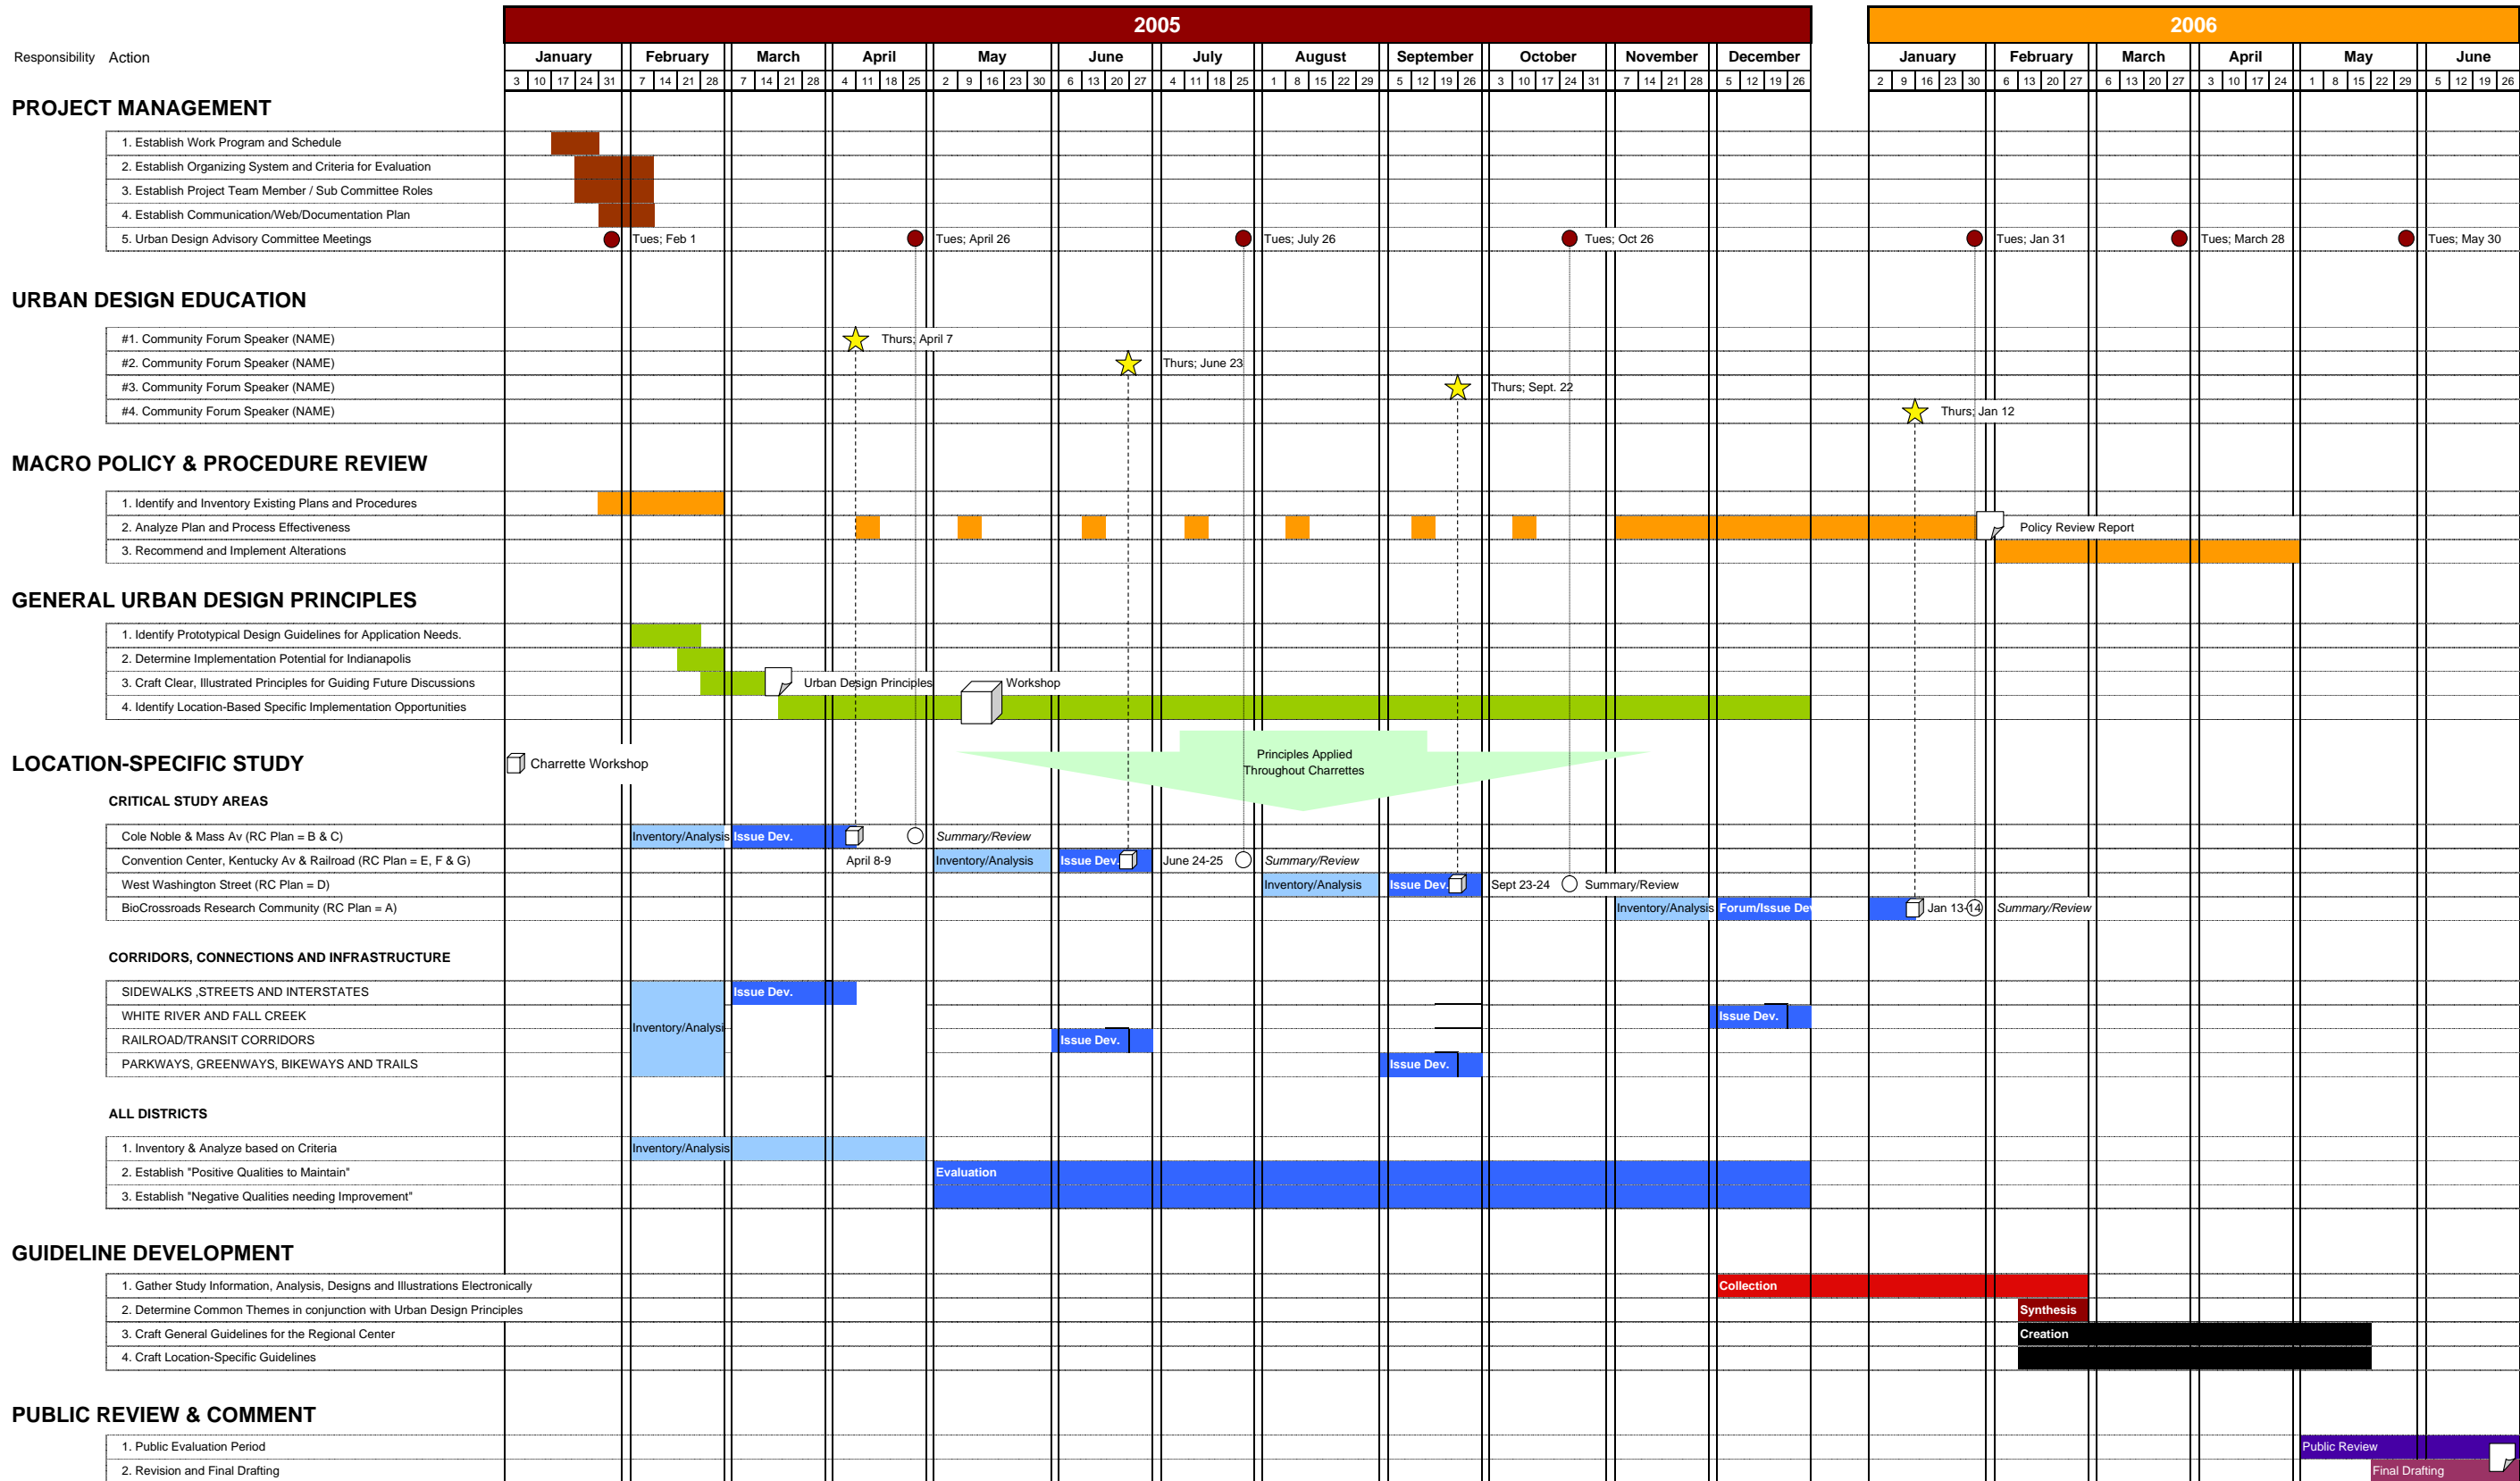 2005 2006
Responsibility Action January February March April May June July August September October November December January February March April May June
3 10 17 24 31 7 14 21 28 7 14 21 28 4 11 18 25 2 9 16 23 30 6 13 20 27 4 11 18 25 1 8 15 22 29 5 12 19 26 3 10 17 24 31 7 14 21 28 5 12 19 26 2 9 16 23 30 6 13 20 27 6 13 20 27 3 10 17 24 1 8 15 22 29 5 12 19 26
PROJECT MANAGEMENT
1. Establish Work Program and Schedule
2. Establish Organizing System and Criteria for Evaluation
3. Establish Project Team Member / Sub Committee Roles
4. Establish Communication/Web/Documentation Plan
5. Urban Design Advisory Committee Meetings Tues; Feb 1 Tues; April 26 Tues; July 26 Tues; Oct 26 Tues; Jan 31 Tues; March 28 Tues; May 30
URBAN DESIGN EDUCATION
#1. Community Forum Speaker (NAME) Thurs; April 7
#2. Community Forum Speaker (NAME) Thurs; June 23
#3. Community Forum Speaker (NAME) Thurs; Sept. 22
#4. Community Forum Speaker (NAME) Thurs; Jan 12
MACRO POLICY & PROCEDURE REVIEW
1. Identify and Inventory Existing Plans and Procedures
2. Analyze Plan and Process Effectiveness Policy Review Report
3. Recommend and Implement Alterations
GENERAL URBAN DESIGN PRINCIPLES
1. Identify Prototypical Design Guidelines for Application Needs.
2. Determine Implementation Potential for Indianapolis
3. Craft Clear, Illustrated Principles for Guiding Future Discussions Urban Design Principles Workshop
4. Identify Location-Based Specific Implementation Opportunities
Principles Applied
Throughout Charrettes
LOCATION-SPECIFIC STUDY Charrette Workshop
CRITICAL STUDY AREAS
Cole Noble & Mass Av (RC Plan = B & C) Inventory/Analysis Issue Dev. Summary/Review
Convention Center, Kentucky Av & Railroad (RC Plan = E, F & G) April 8-9 Inventory/Analysis Issue Dev. June 24-25 Summary/Review
West Washington Street (RC Plan = D) Inventory/Analysis Issue Dev. Sept 23-24 Summary/Review
BioCrossroads Research Community (RC Plan = A) Inventory/Analysis Forum/Issue De Jan 13-14 Summary/Review
CORRIDORS, CONNECTIONS AND INFRASTRUCTURE
SIDEWALKS ,STREETS AND INTERSTATES Issue Dev.
WHITE RIVER AND FALL CREEK Issue Dev.
Inventory/Analysi
RAILROAD/TRANSIT CORRIDORS Issue Dev.
PARKWAYS, GREENWAYS, BIKEWAYS AND TRAILS Issue Dev.
ALL DISTRICTS
1. Inventory & Analyze based on Criteria Inventory/Analysis
2. Establish "Positive Qualities to Maintain" Evaluation
3. Establish "Negative Qualities needing Improvement"
GUIDELINE DEVELOPMENT
1. Gather Study Information, Analysis, Designs and Illustrations Electronically Collection
2. Determine Common Themes in conjunction with Urban Design Principles Synthesis
3. Craft General Guidelines for the Regional Center Creation
4. Craft Location-Specific Guidelines
PUBLIC REVIEW & COMMENT
1. Public Evaluation Period Public Review
2. Revision and Final Drafting Final Drafting